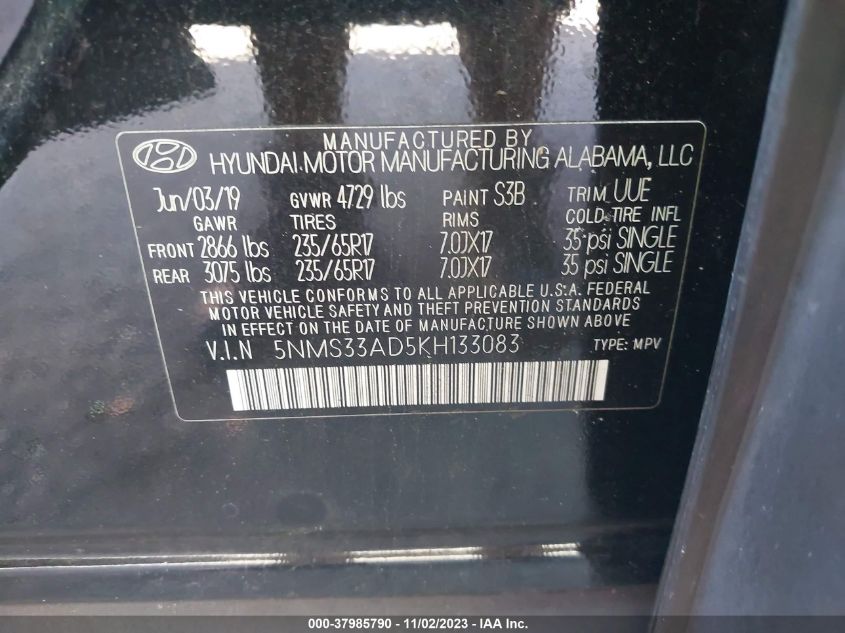 MANUFACTURED BY
HYUNDAI MOTOR MANUFACTURING ALABAMA, LLC
Jun/03/19 GVWR 4729 lbs PAINT S3B TRIM UUE
GAWR TIRES RIMS COLD TIRE INFL
FRONT 2866 lbs 235/65R17 7.0JX17 35 psi SINGLE
REAR 3075 lbs 235/65R17 7.0JX17 35 psi SINGLE
THIS VEHICLE CONFORMS TO ALL APPLICABLE U.S.A. FEDERAL
MOTOR VEHICLE SAFETY AND THEFT PREVENTION STANDARDS
IN EFFECT ON THE DATE OF MANUFACTURE SHOWN ABOVE
V.I.N 5NMS33AD5KH133083 TYPE: MPV
000-37985790 - 11/02/2023 - IAA Inc.